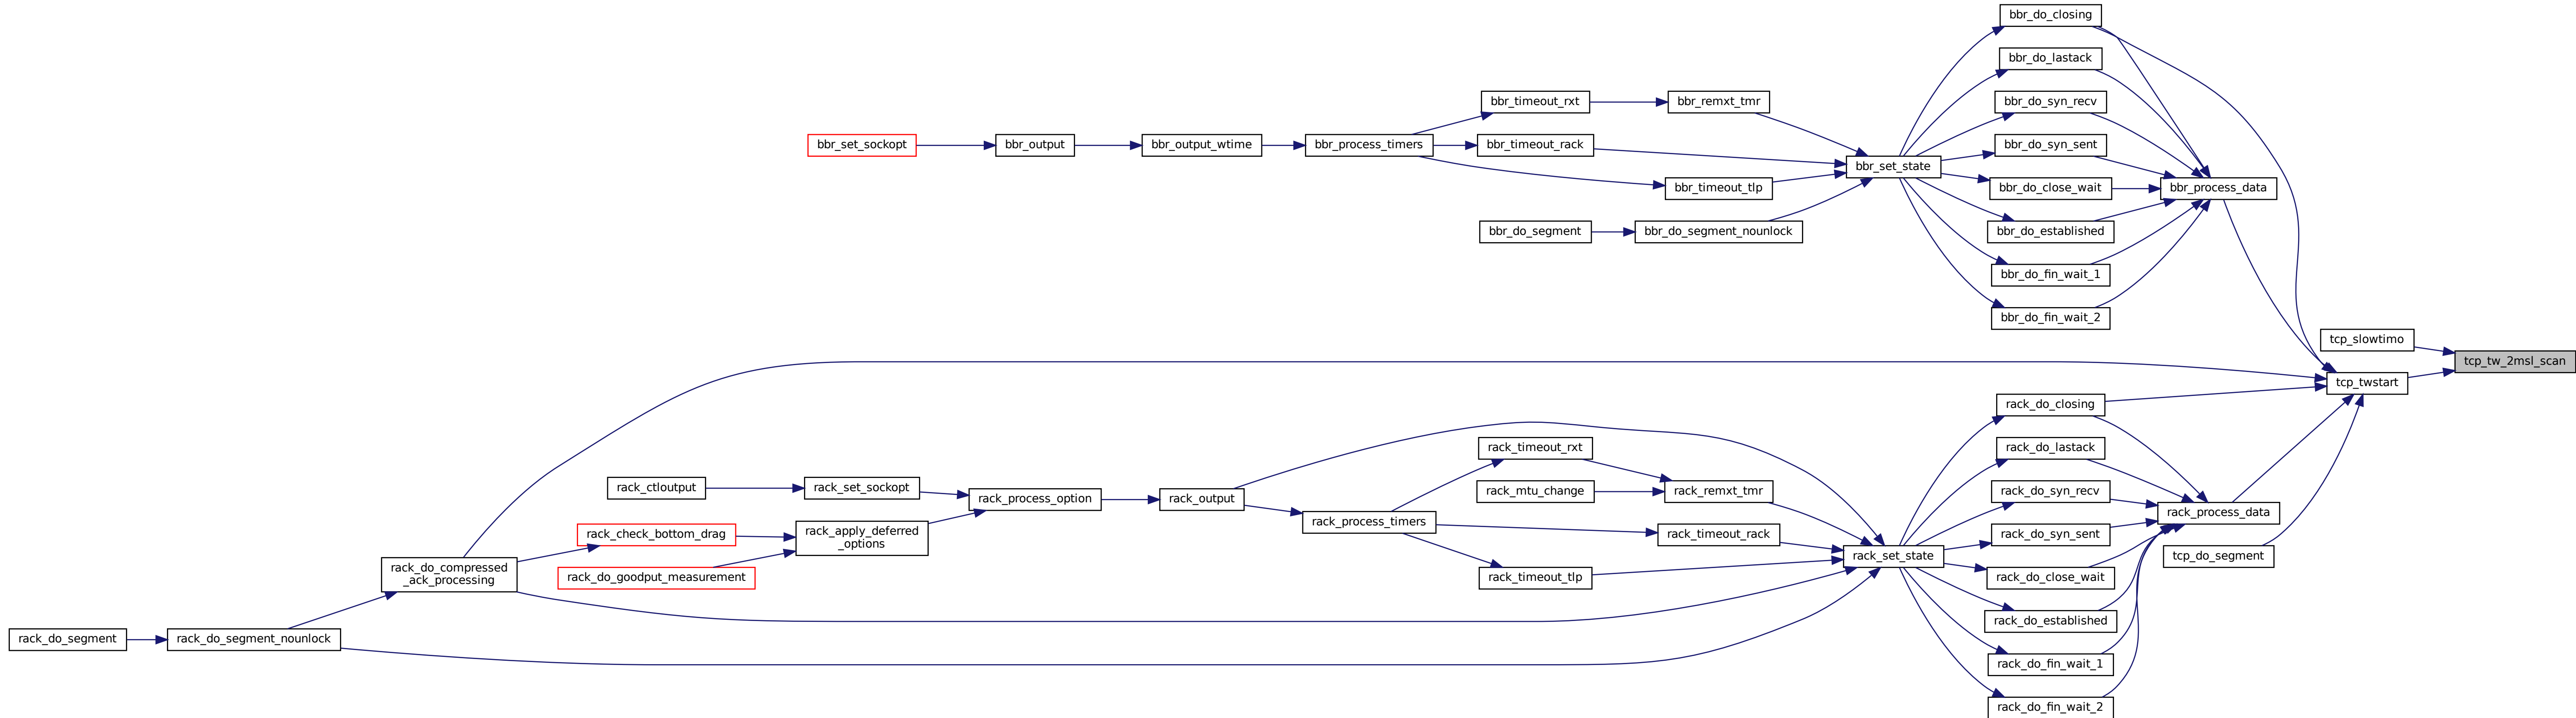 bbr_do_closing
bbr_do_lastack
bbr_timeout_rxt
bbr_remxt_tmr
bbr_do_syn_recv
bbr_set_sockopt
bbr_output
bbr_output_wtime
bbr_process_timers
bbr_timeout_rack
bbr_do_syn_sent
bbr_set_state
bbr_timeout_tlp
bbr_do_close_wait
bbr_process_data
bbr_do_segment
bbr_do_segment_nounlock
bbr_do_established
bbr_do_fin_wait_1
bbr_do_fin_wait_2
tcp_slowtimo
tcp_tw_2msl_scan
tcp_twstart
rack_do_closing
rack_timeout_rxt
rack_do_lastack
rack_ctloutput
rack_set_sockopt
rack_process_option
rack_output
rack_mtu_change
rack_remxt_tmr
rack_do_syn_recv
rack_process_data
rack_process_timers
rack_check_bottom_drag
rack_apply_deferred
_options
rack_timeout_rack
rack_do_syn_sent
rack_set_state
tcp_do_segment
rack_do_compressed
_ack_processing
rack_do_goodput_measurement
rack_timeout_tlp
rack_do_close_wait
rack_do_established
rack_do_segment
rack_do_segment_nounlock
rack_do_fin_wait_1
rack_do_fin_wait_2